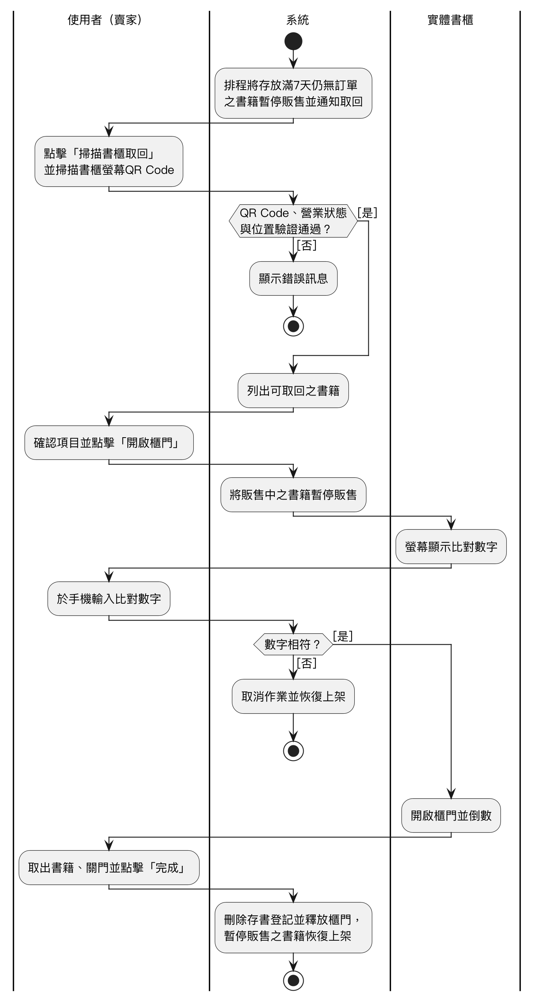 使用者（賣家）
系統
實體書櫃
排程將存放滿7天仍無訂單
之書籍暫停販售並通知取回
點擊「掃描書櫃取回」
並掃描書櫃螢幕QR Code
QR Code、營業狀態
與位置驗證通過？
[是]
[否]
顯示錯誤訊息
列出可取回之書籍
確認項目並點擊「開啟櫃門」
將販售中之書籍暫停販售
螢幕顯示比對數字
於手機輸入比對數字
數字相符？
[是]
[否]
取消作業並恢復上架
開啟櫃門並倒數
取出書籍、關門並點擊「完成」
刪除存書登記並釋放櫃門，
暫停販售之書籍恢復上架